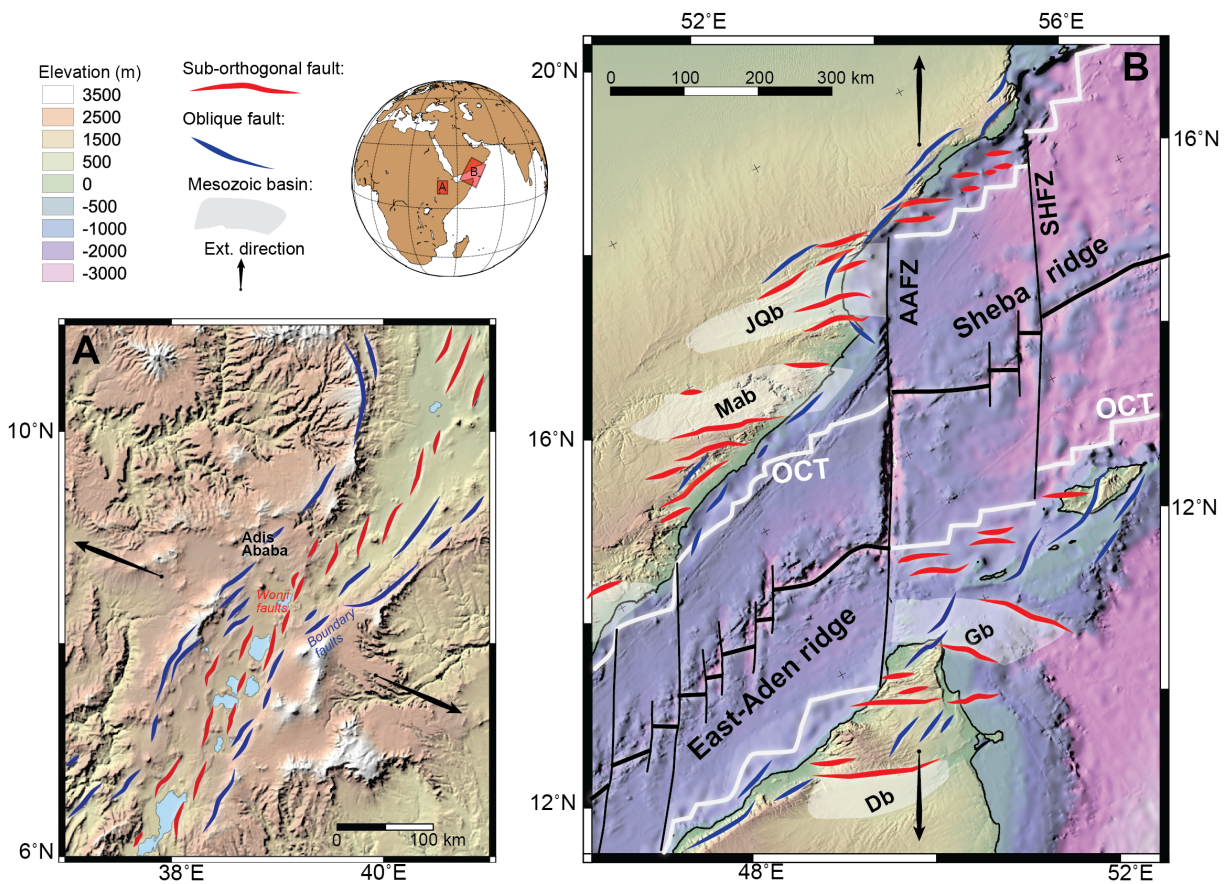 Elevation (m)
3500
2500
1500
500
0
-500
-1000
-2000
-3000
Sub-orthogonal fault:
Oblique fault:
Mesozoic basin:
Ext. direction
A
B
A
10°N
6°N
38°E
40°E
Adis
Ababa
Wonji
faults
Boundary
faults
0
100 km
B
52°E
56°E
20°N
16°N
12°N
16°N
12°N
48°E
52°E
0
100
200
300 km
SHFZ
AAFZ
Sheba ridge
JQb
Mab
OCT
OCT
East-Aden ridge
Gb
Db